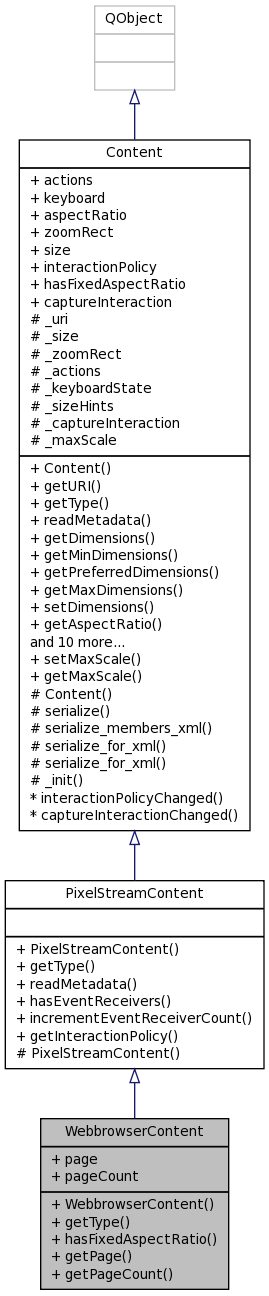 QObject
Content
+ actions
+ keyboard
+ aspectRatio
+ zoomRect
+ size
+ interactionPolicy
+ hasFixedAspectRatio
+ captureInteraction
# _uri
# _size
# _zoomRect
# _actions
# _keyboardState
# _sizeHints
# _captureInteraction
# _maxScale
+ Content()
+ getURI()
+ getType()
+ readMetadata()
+ getDimensions()
+ getMinDimensions()
+ getPreferredDimensions()
+ getMaxDimensions()
+ setDimensions()
+ getAspectRatio()
and 10 more...
+ setMaxScale()
+ getMaxScale()
# Content()
# serialize()
# serialize_members_xml()
# serialize_for_xml()
# serialize_for_xml()
# _init()
* interactionPolicyChanged()
* captureInteractionChanged()
PixelStreamContent
+ PixelStreamContent()
+ getType()
+ readMetadata()
+ hasEventReceivers()
+ incrementEventReceiverCount()
+ getInteractionPolicy()
# PixelStreamContent()
WebbrowserContent
+ page
+ pageCount
+ WebbrowserContent()
+ getType()
+ hasFixedAspectRatio()
+ getPage()
+ getPageCount()